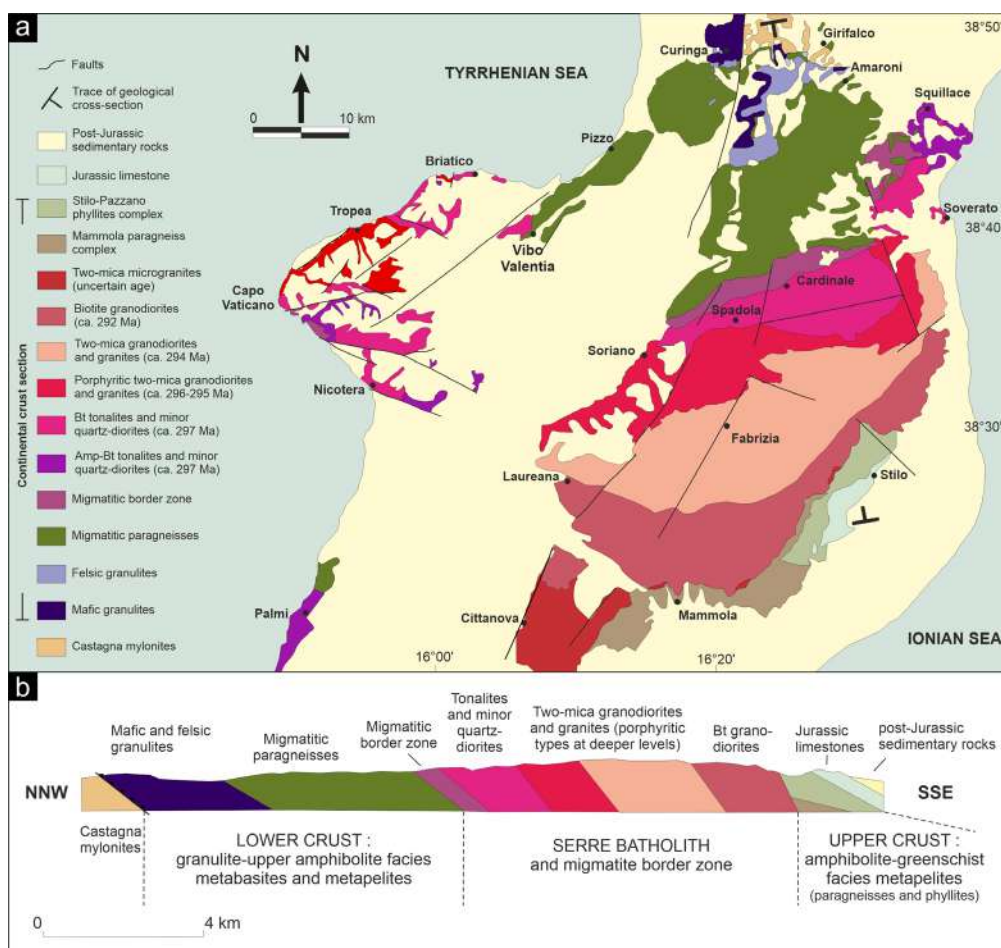 a
N
0 10 km
TYRRHENIAN SEA
IONIAN SEA
38°50'
38°40'
38°30'
16°00'
16°20'
Faults
Trace of geological
cross-section
Post-Jurassic
sedimentary rocks
Jurassic limestone
Stilo-Pazzano
phyllites complex
Mammola paragneiss
complex
Two-mica microgranites
(uncertain age)
Biotite granodiorites
(ca. 292 Ma)
Two-mica granodiorites
and granites (ca. 294 Ma)
Porphyritic two-mica granodiorites
and granites (ca. 296-295 Ma)
Bt tonalites and minor
quartz-diorites (ca. 297 Ma)
Amp-Bt tonalites and minor
quartz-diorites (ca. 297 Ma)
Migmatitic border zone
Migmatitic paragneisses
Felsic granulites
Mafic granulites
Castagna mylonites
Continental crust section
Girifalco
Curinga
Amaroni
Squillace
Pizzo
Briatico
Tropea
Soverato
Vibo
Valentia
Capo
Vaticano
Cardinale
Spadola
Soriano
Nicotera
Fabrizia
Laureana
Stilo
Palmi
Cittanova
Mammola
b
Mafic and felsic
granulites
Migmatitic
paragneisses
Migmatitic
border zone
Tonalites
and minor
quartz-
diorites
Two-mica granodiorites
and granites (porphyritic
types at deeper levels)
Bt grano-
diorites
Jurassic
limestones
post-Jurassic
sedimentary rocks
NNW
SSE
Castagna
mylonites
LOWER CRUST :
granulite-upper amphibolite facies
metabasites and metapelites
SERRE BATHOLITH
and migmatite border zone
UPPER CRUST :
amphibolite-greenschist
facies metapelites
(paragneisses and phyllites)
0 4 km